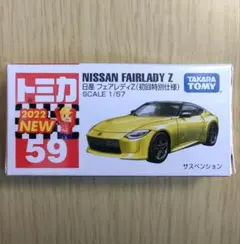 トミカ
2022
NEW
59
NISSAN FAIRLADY Z
日産 フェアレディZ(初回特別仕様)
SCALE 1/57
TAKARA
TOMY
サスペンション